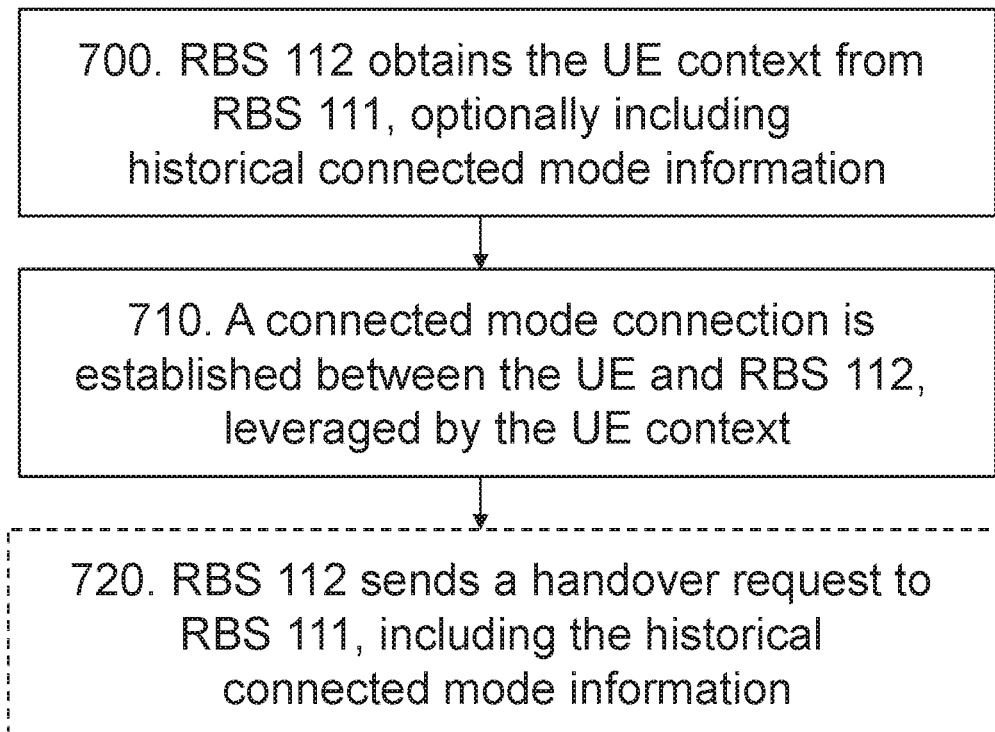 700. RBS 112 obtains the UE context from
RBS 111, optionally including
historical connected mode information
710. A connected mode connection is
established between the UE and RBS 112,
leveraged by the UE context
720. RBS 112 sends a handover request to
RBS 111, including the historical
connected mode information